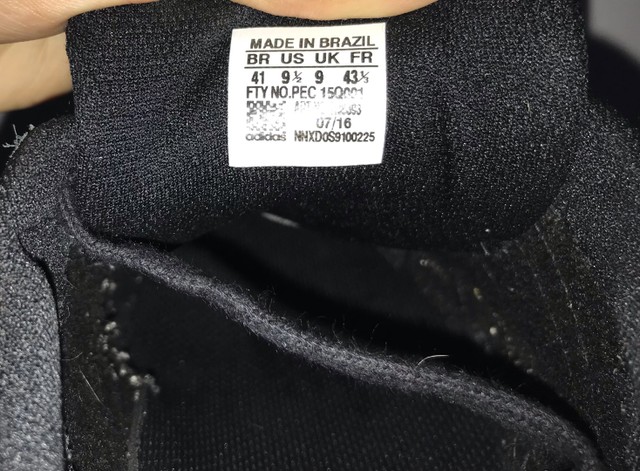 MADE IN BRAZIL
BR US UK FR
41 9½ 9 43⅓
FTY NO.PEC 15Q001
07/16
adidas NHXD0S9100225